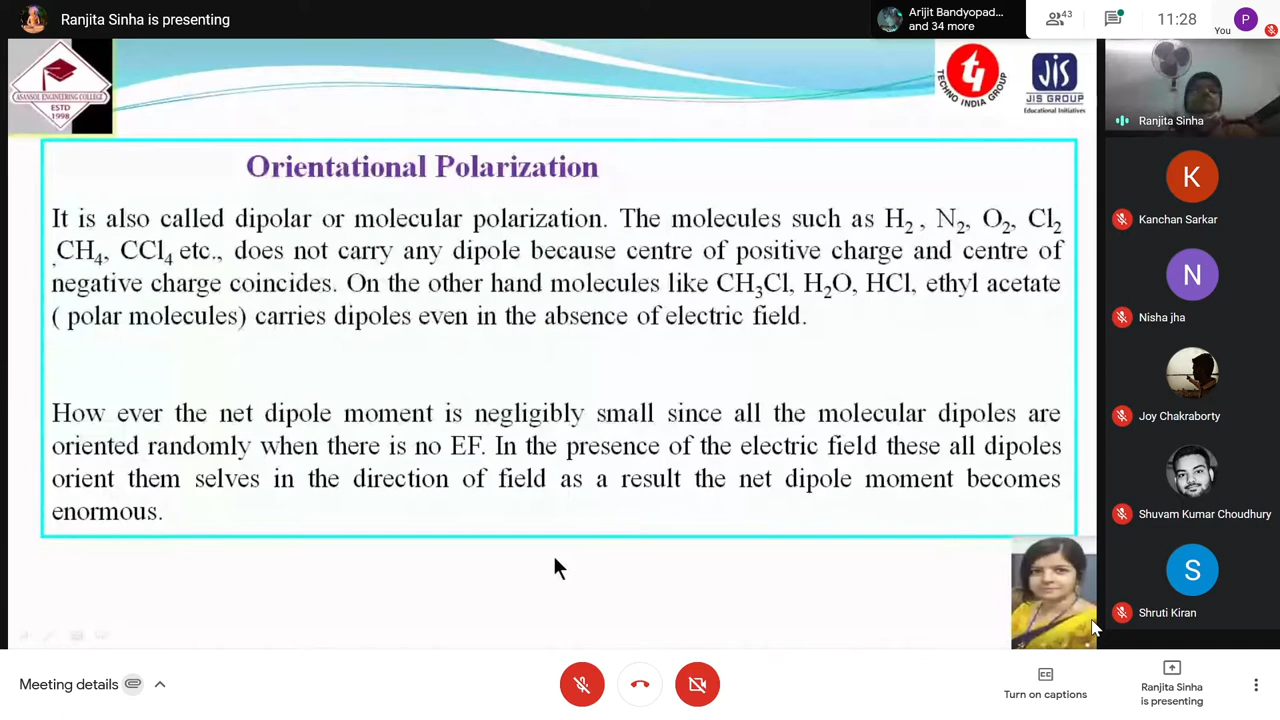 Ranjita Sinha is presenting
Arijit Bandyopad...
and 34 more
43
11:28
You
P
ASANSOL ENGINEERING COLLEGE
ESTD
1998
TECHNO INDIA GROUP
JIS
JIS GROUP
Educational Initiatives
Ranjita Sinha
Orientational Polarization
It is also called dipolar or molecular polarization. The molecules such as H₂ , N₂, O₂, Cl₂
,CH₄, CCl₄ etc., does not carry any dipole because centre of positive charge and centre of
negative charge coincides. On the other hand molecules like CH₃Cl, H₂O, HCl, ethyl acetate
( polar molecules) carries dipoles even in the absence of electric field.
How ever the net dipole moment is negligibly small since all the molecular dipoles are
oriented randomly when there is no EF. In the presence of the electric field these all dipoles
orient them selves in the direction of field as a result the net dipole moment becomes
enormous.
K
Kanchan Sarkar
N
Nisha jha
Joy Chakraborty
Shuvam Kumar Choudhury
S
Shruti Kiran
Meeting details
CC
Turn on captions
Ranjita Sinha
is presenting